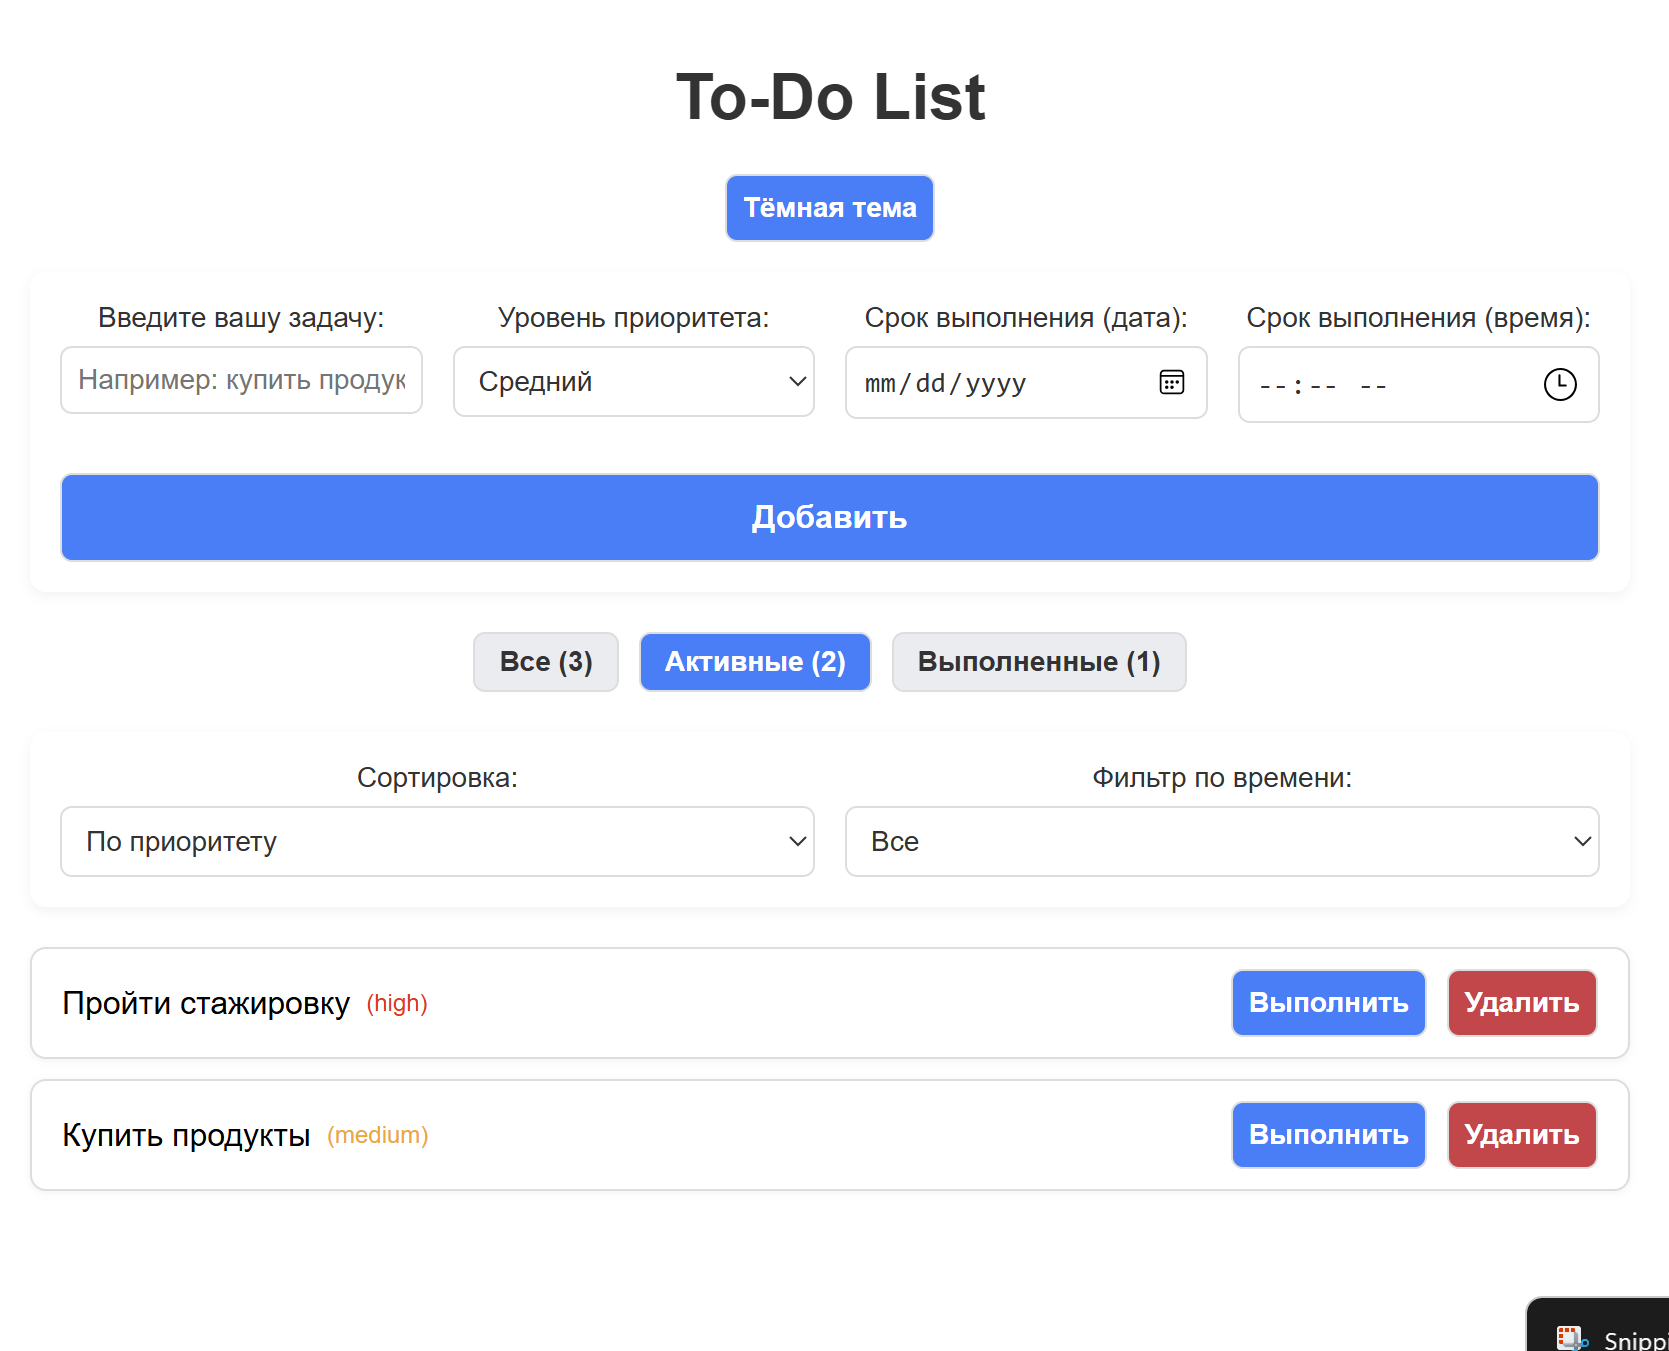 To-Do List
Тёмная тема
Введите вашу задачу: Уровень приоритета: Срок выполнения (дата): Срок выполнения (время):
Например: купить продук Средний mm/dd/yyyy --:-- --
Добавить
Все (3) Активные (2) Выполненные (1)
Сортировка: Фильтр по времени:
По приоритету Все
Пройти стажировку (high) Выполнить Удалить
Купить продукты (medium) Выполнить Удалить
Snippi